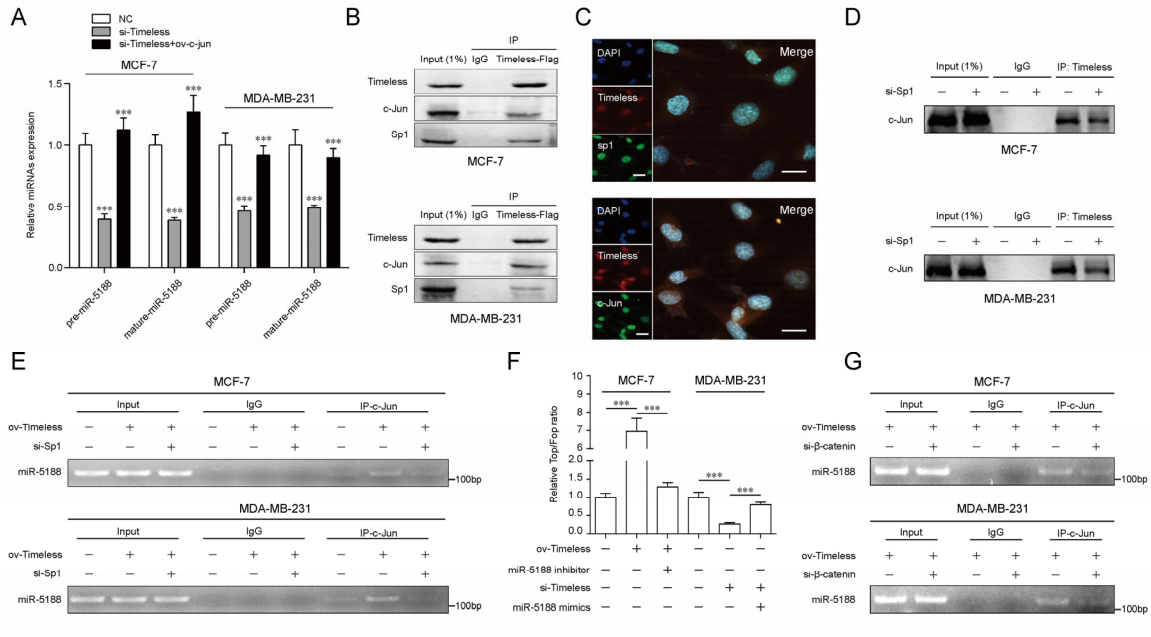 A
NC
si-Timeless
si-Timeless+ov-c-jun
MCF-7
MDA-MB-231
Relative miRNAs expression
1.5
1.0
0.5
0.0
*** *** *** *** *** *** *** ***
pre-miR-5188 mature-miR-5188 pre-miR-5188 mature-miR-5188
B
IP
Input (1%) IgG Timeless-Flag
Timeless
c-Jun
Sp1
MCF-7
IP
Input (1%) IgG Timeless-Flag
Timeless
c-Jun
Sp1
MDA-MB-231
C
DAPI
Timeless
sp1
Merge
DAPI
Timeless
c-Jun
Merge
D
Input (1%) IgG IP: Timeless
si-Sp1 − + − + − +
c-Jun
MCF-7
Input (1%) IgG IP: Timeless
si-Sp1 − + − + − +
c-Jun
MDA-MB-231
E
MCF-7
Input IgG IP-c-Jun
ov-Timeless − + + − + + − + +
si-Sp1 − − + − − + − − +
miR-5188
100bp
MDA-MB-231
Input IgG IP-c-Jun
ov-Timeless − + + − + + − + +
si-Sp1 − − + − − + − − +
miR-5188
100bp
F
MCF-7 MDA-MB-231
Relative Top/Fop ratio
10
9
8
7
6
5
2.0
1.5
1.0
0.5
0.0
*** *** *** ***
ov-Timeless − + + − − −
miR-5188 inhibitor − − + − − −
si-Timeless − − − − + +
miR-5188 mimics − − − − − +
G
MCF-7
Input IgG IP-c-Jun
ov-Timeless + + + + + +
si-β-catenin − + − + − +
miR-5188
100bp
MDA-MB-231
Input IgG IP-c-Jun
ov-Timeless + + + + + +
si-β-catenin − + − + − +
miR-5188
100bp